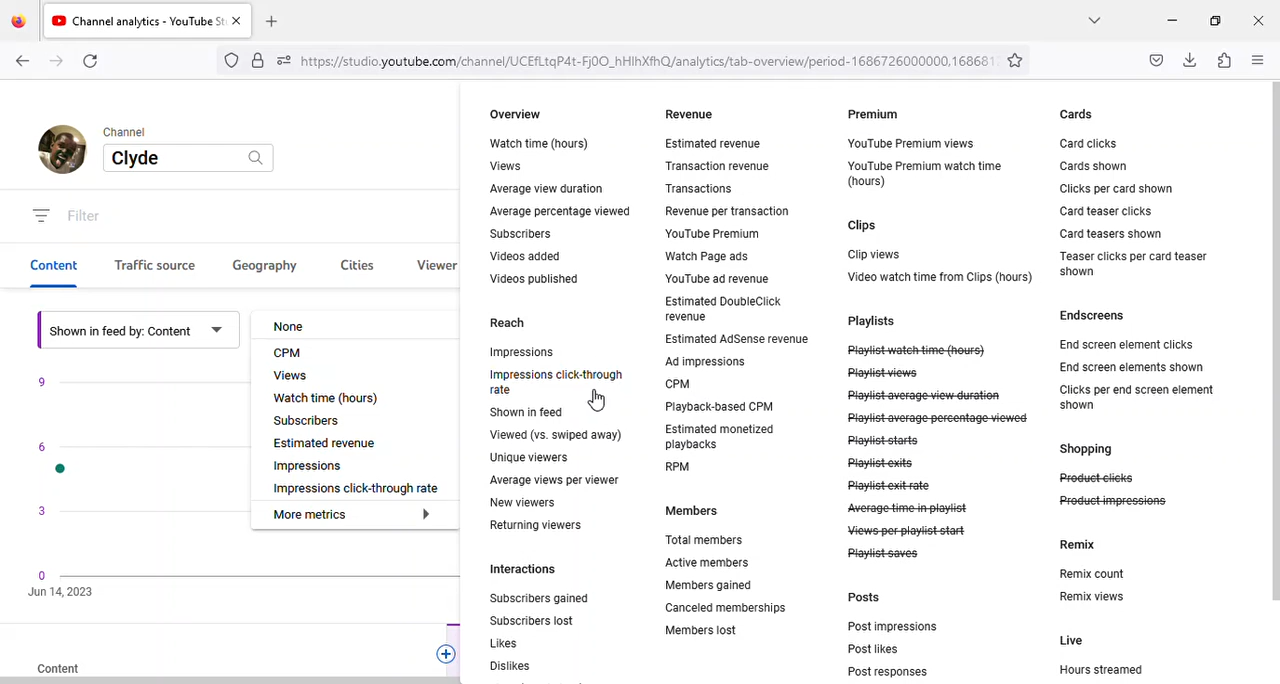 Channel analytics - YouTube St
https://studio.youtube.com/channel/UCEfLtqP4t-Fj0O_hHIhXfhQ/analytics/tab-overview/period-1686726000000,168681
Channel
Clyde
Filter
Content
Traffic source
Geography
Cities
Viewer
Shown in feed by: Content
9
6
3
0
Jun 14, 2023
Content
None
CPM
Views
Watch time (hours)
Subscribers
Estimated revenue
Impressions
Impressions click-through rate
More metrics
Overview
Watch time (hours)
Views
Average view duration
Average percentage viewed
Subscribers
Videos added
Videos published
Reach
Impressions
Impressions click-through
rate
Shown in feed
Viewed (vs. swiped away)
Unique viewers
Average views per viewer
New viewers
Returning viewers
Interactions
Subscribers gained
Subscribers lost
Likes
Dislikes
Revenue
Estimated revenue
Transaction revenue
Transactions
Revenue per transaction
YouTube Premium
Watch Page ads
YouTube ad revenue
Estimated DoubleClick
revenue
Estimated AdSense revenue
Ad impressions
CPM
Playback-based CPM
Estimated monetized
playbacks
RPM
Members
Total members
Active members
Members gained
Canceled memberships
Members lost
Premium
YouTube Premium views
YouTube Premium watch time
(hours)
Clips
Clip views
Video watch time from Clips (hours)
Playlists
Playlist watch time (hours)
Playlist views
Playlist average view duration
Playlist average percentage viewed
Playlist starts
Playlist exits
Playlist exit rate
Average time in playlist
Views per playlist start
Playlist saves
Posts
Post impressions
Post likes
Post responses
Cards
Card clicks
Cards shown
Clicks per card shown
Card teaser clicks
Card teasers shown
Teaser clicks per card teaser
shown
Endscreens
End screen element clicks
End screen elements shown
Clicks per end screen element
shown
Shopping
Product clicks
Product impressions
Remix
Remix count
Remix views
Live
Hours streamed